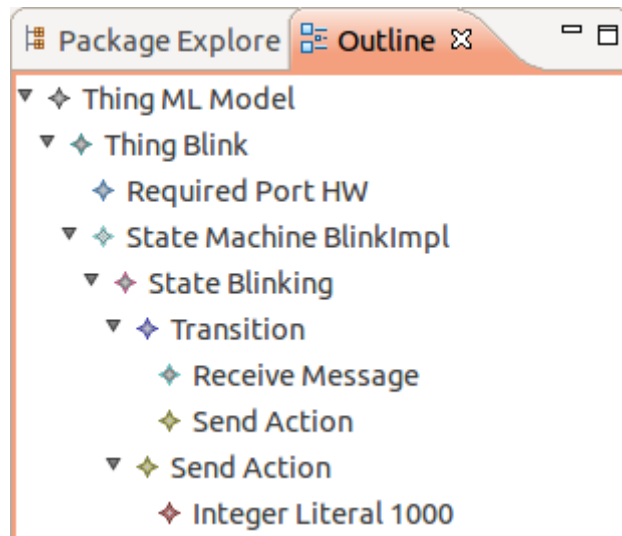 Package Explore Outline
Thing ML Model
Thing Blink
Required Port HW
State Machine BlinkImpl
State Blinking
Transition
Receive Message
Send Action
Send Action
Integer Literal 1000